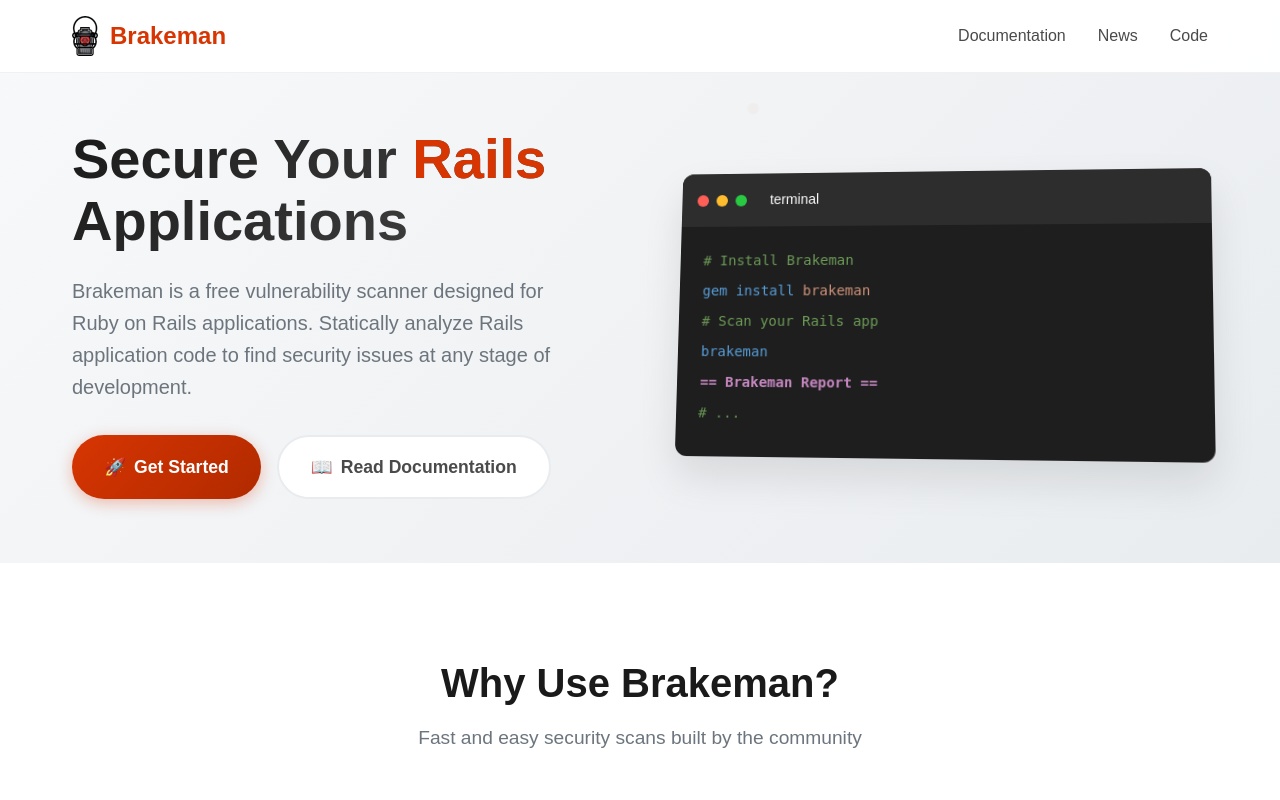 Brakeman
Documentation
News
Code
Secure Your Rails
Applications
Brakeman is a free vulnerability scanner designed for
Ruby on Rails applications. Statically analyze Rails
application code to find security issues at any stage of
development.
🚀 Get Started
📖 Read Documentation
terminal
# Install Brakeman
gem install brakeman
# Scan your Rails app
brakeman
== Brakeman Report ==
# ...
Why Use Brakeman?
Fast and easy security scans built by the community